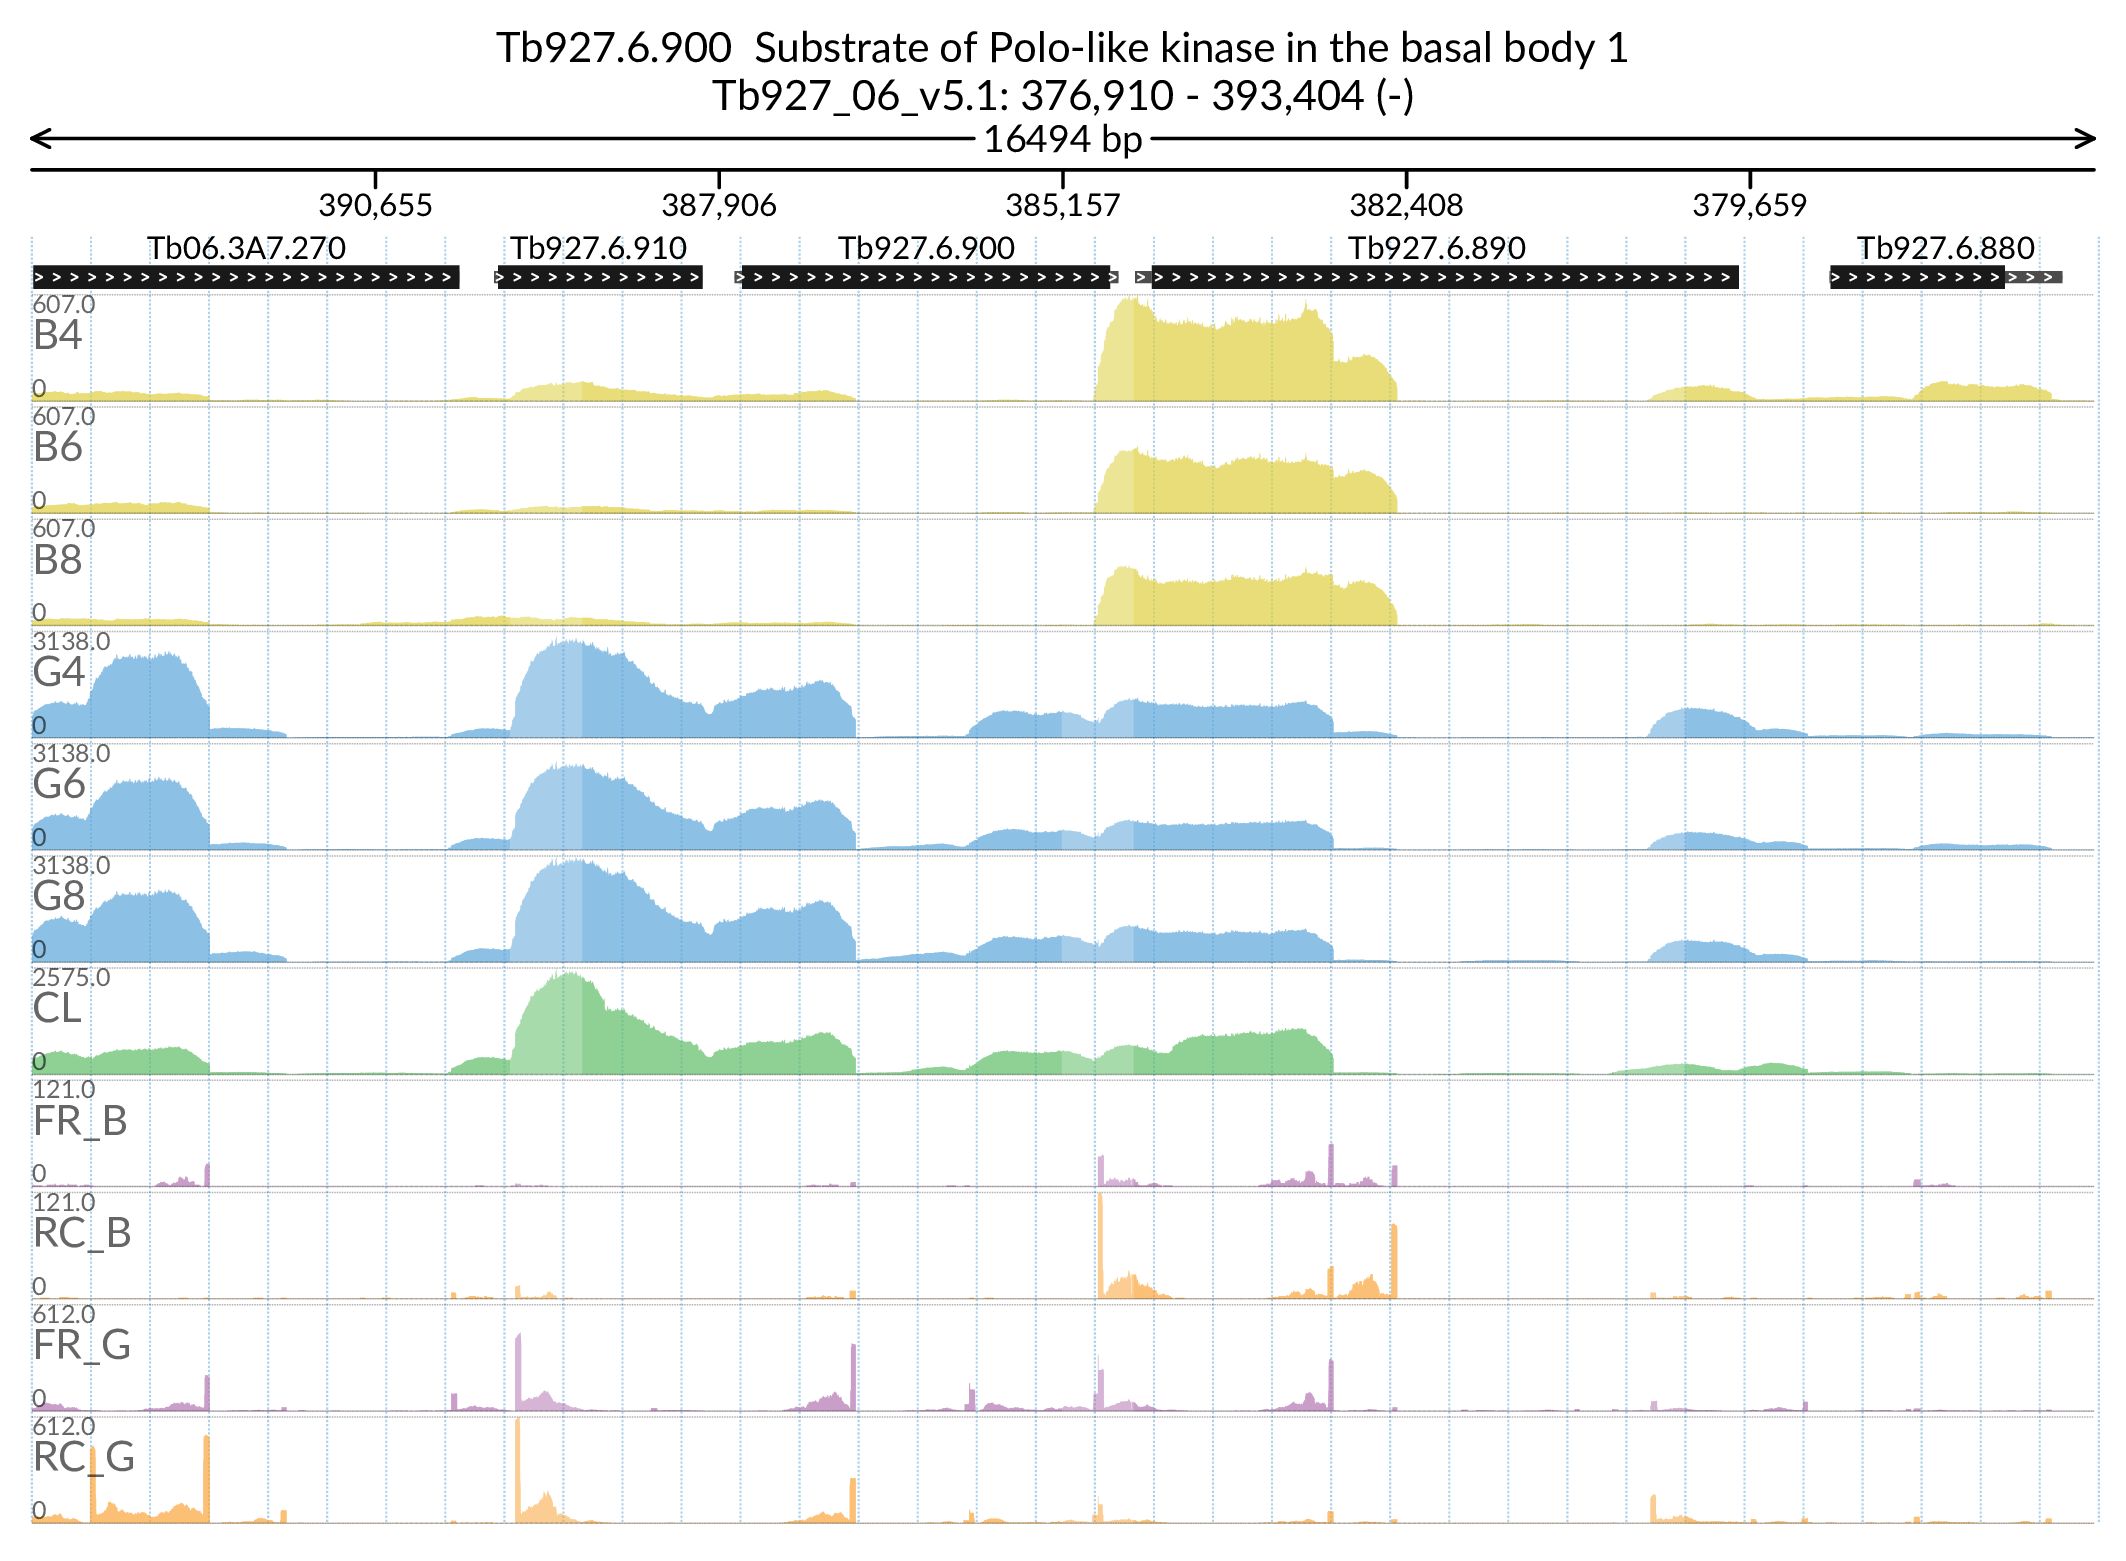 Tb927.6.900  Substrate of Polo-like kinase in the basal body 1
Tb927_06_v5.1: 376,910 - 393,404 (-)
16494 bp
390,655 387,906 385,157 382,408 379,659
Tb06.3A7.270 Tb927.6.910 Tb927.6.900 Tb927.6.890 Tb927.6.880
607.0
B4
0
607.0
B6
0
607.0
B8
0
3138.0
G4
0
3138.0
G6
0
3138.0
G8
0
2575.0
CL
0
121.0
FR_B
0
121.0
RC_B
0
612.0
FR_G
0
612.0
RC_G
0